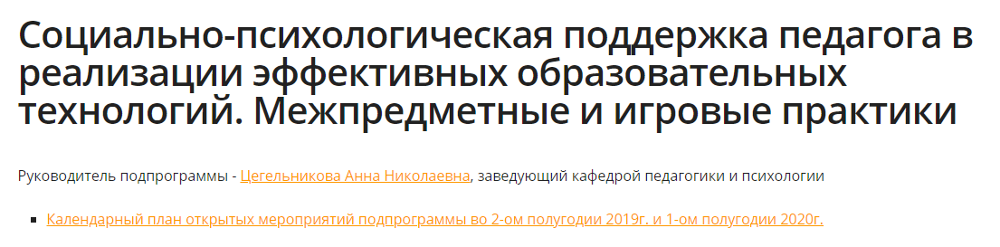 Социально-психологическая поддержка педагога в
реализации эффективных образовательных
технологий. Межпредметные и игровые практики
Руководитель подпрограммы - Цегельникова Анна Николаевна, заведующий кафедрой педагогики и психологии
Календарный план открытых мероприятий подпрограммы во 2-ом полугодии 2019г. и 1-ом полугодии 2020г.